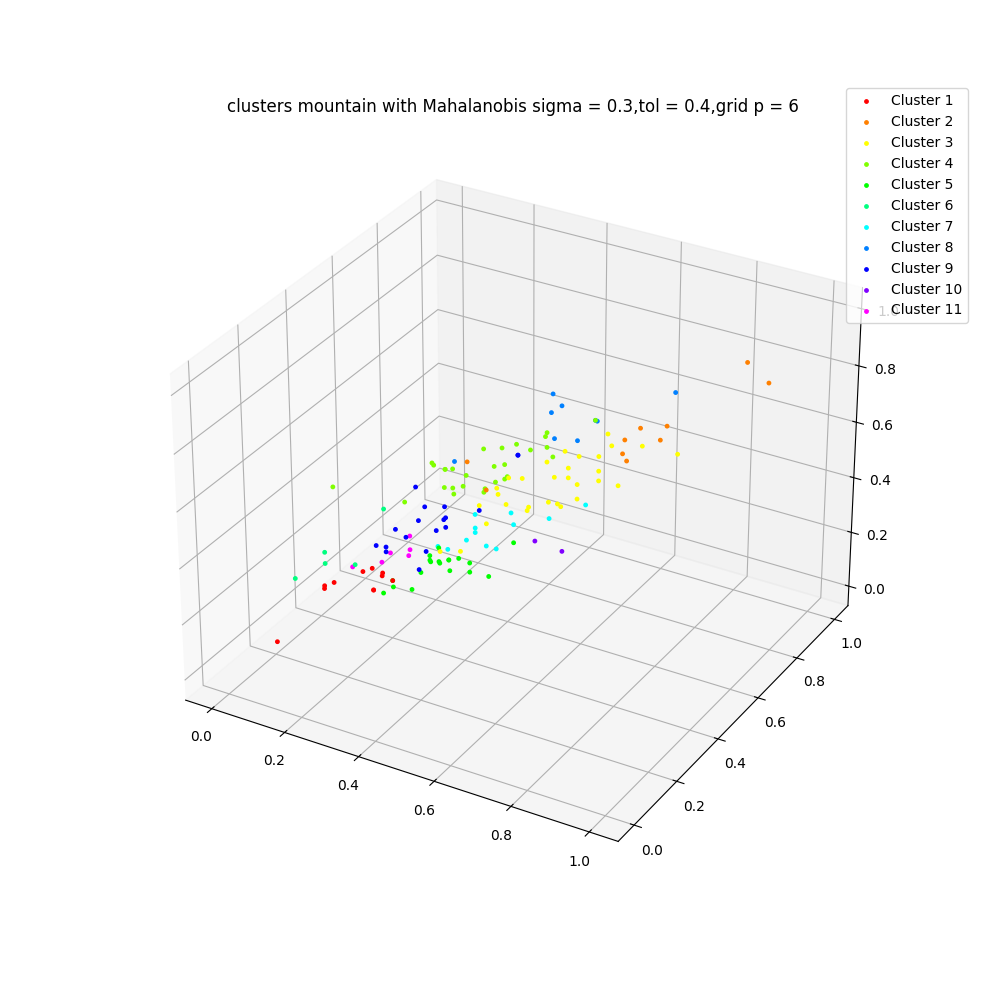 clusters mountain with Mahalanobis sigma = 0.3,tol = 0.4,grid p = 6
Cluster 1
Cluster 2
Cluster 3
Cluster 4
Cluster 5
Cluster 6
Cluster 7
Cluster 8
Cluster 9
Cluster 10
Cluster 11
1.0
0.8
0.6
0.4
0.2
0.0
1.0
0.8
0.6
0.4
0.2
0.0
0.0
0.2
0.4
0.6
0.8
1.0